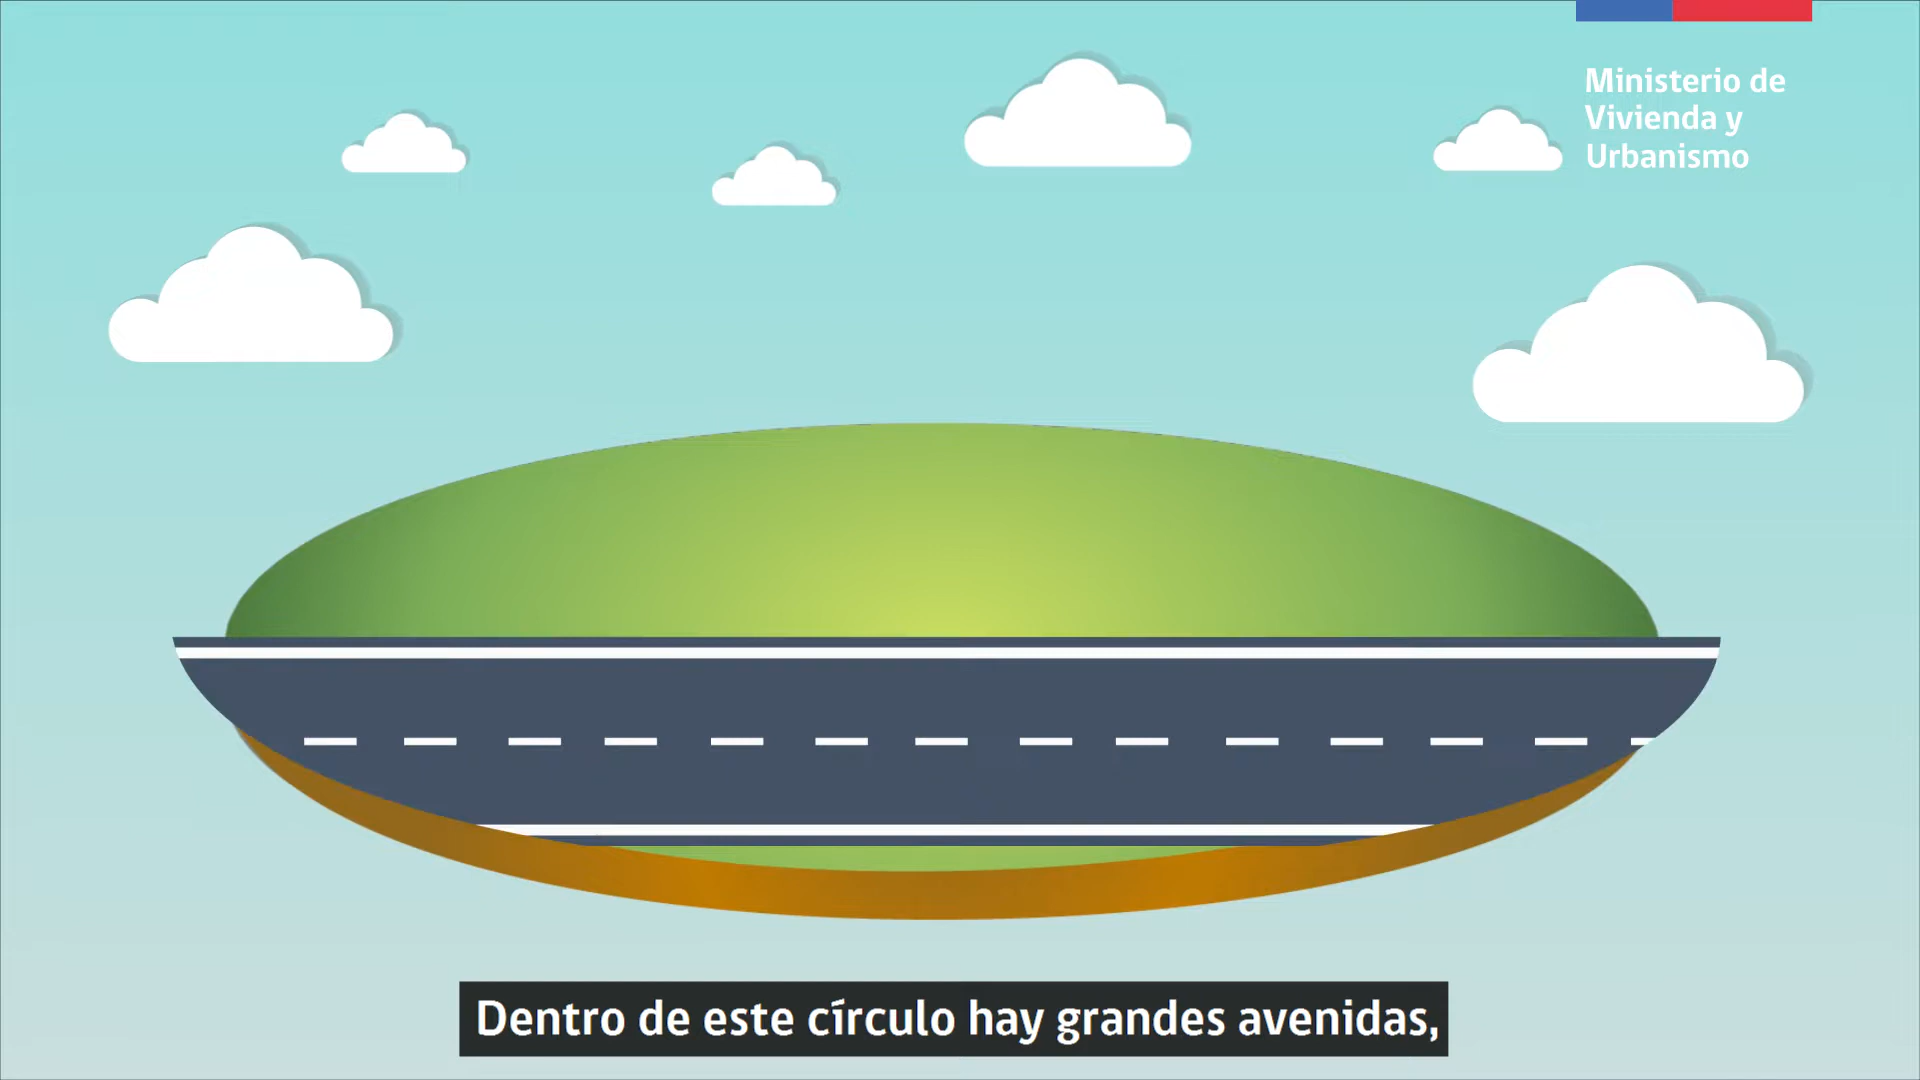 Ministerio de
Vivienda y
Urbanismo
Dentro de este círculo hay grandes avenidas,